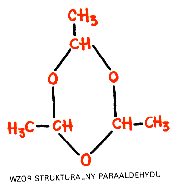 CH3
CH
O O
H3C CH CH CH3
O
WZÓR STRUKTURALNY PARAALDEHYDU